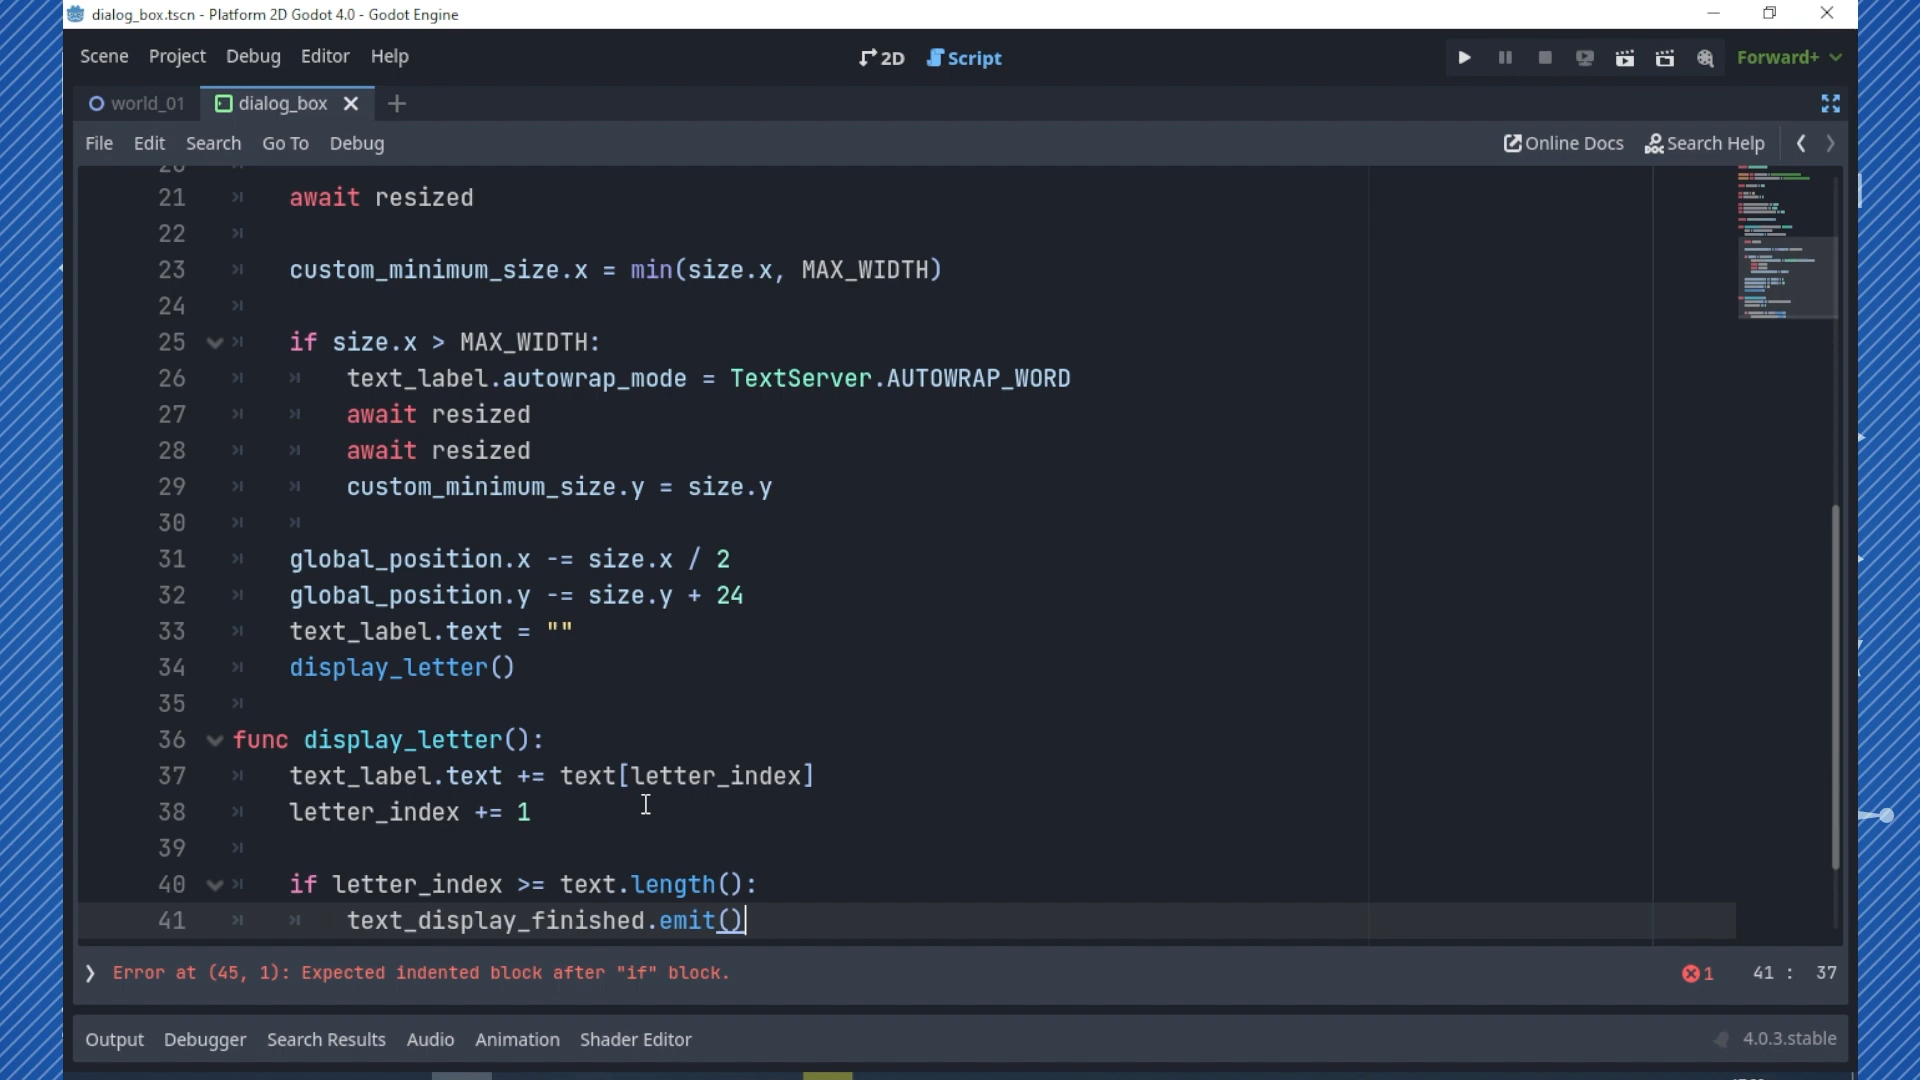 dialog_box.tscn - Platform 2D Godot 4.0 - Godot Engine
Scene Project Debug Editor Help
2D Script
Forward+
world_01 dialog_box
File Edit Search Go To Debug
Online Docs Search Help
20
21 await resized
22
23 custom_minimum_size.x = min(size.x, MAX_WIDTH)
24
25 if size.x > MAX_WIDTH:
26 text_label.autowrap_mode = TextServer.AUTOWRAP_WORD
27 await resized
28 await resized
29 custom_minimum_size.y = size.y
30
31 global_position.x -= size.x / 2
32 global_position.y -= size.y + 24
33 text_label.text = ""
34 display_letter()
35
36 func display_letter():
37 text_label.text += text[letter_index]
38 letter_index += 1
39
40 if letter_index >= text.length():
41 text_display_finished.emit()
Error at (45, 1): Expected indented block after "if" block.
1 41 : 37
Output Debugger Search Results Audio Animation Shader Editor
4.0.3.stable